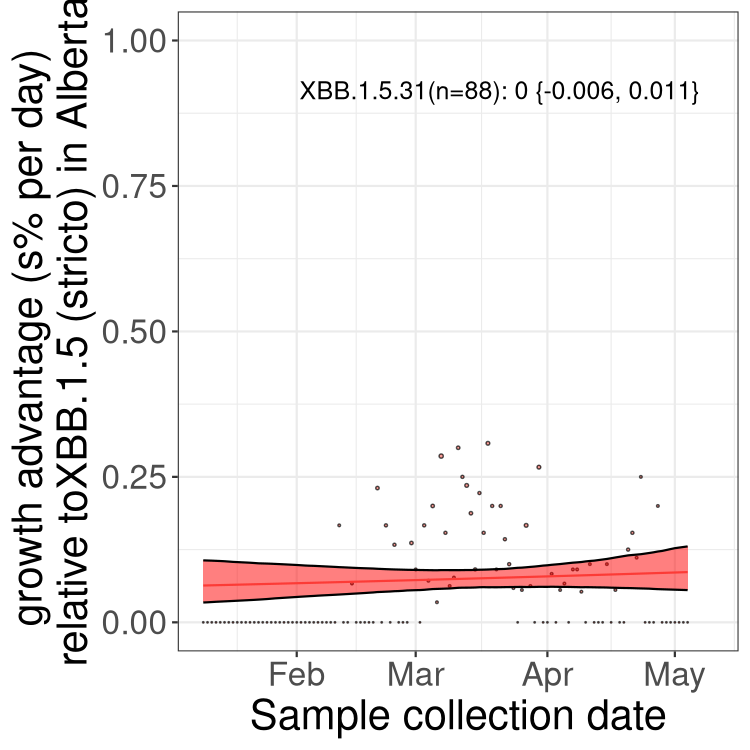 growth advantage (s% per day)
relative toXBB.1.5 (stricto) in Alberta
1.00
0.75
0.50
0.25
0.00
XBB.1.5.31(n=88): 0 {-0.006, 0.011}
Feb Mar Apr May
Sample collection date